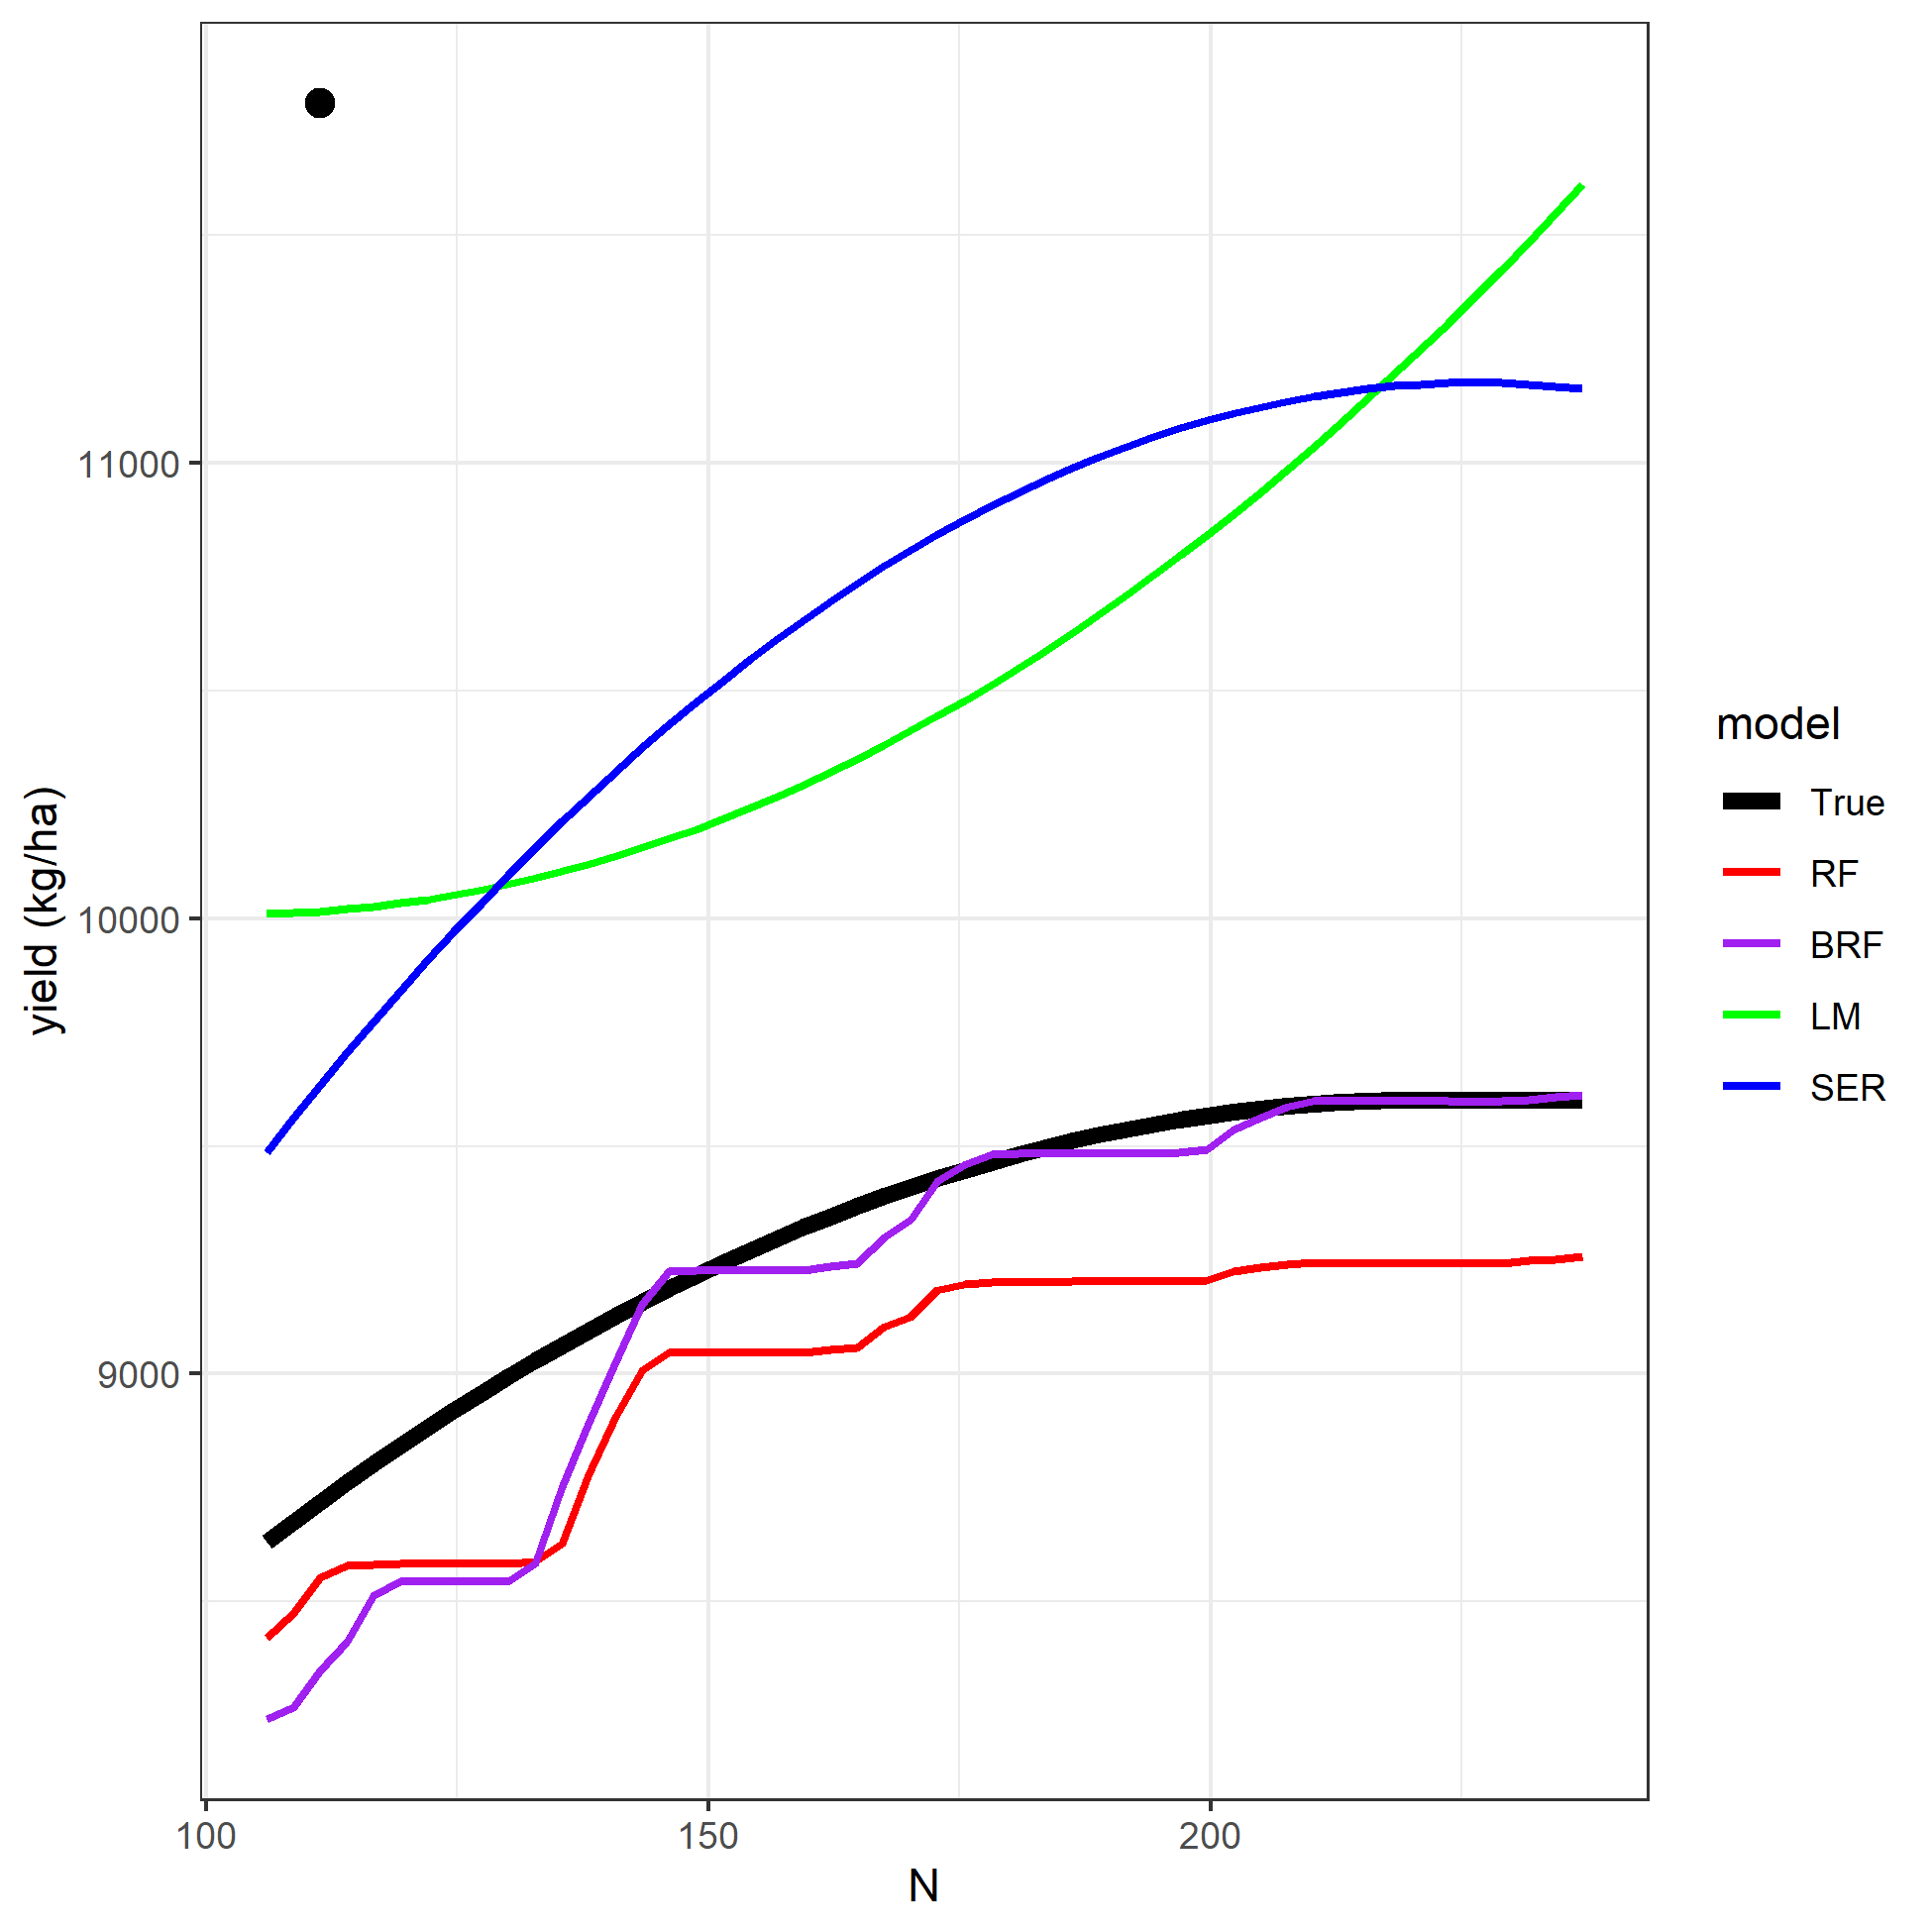 11000
10000
9000
yield (kg/ha)
100
150
200
N
model
True
RF
BRF
LM
SER